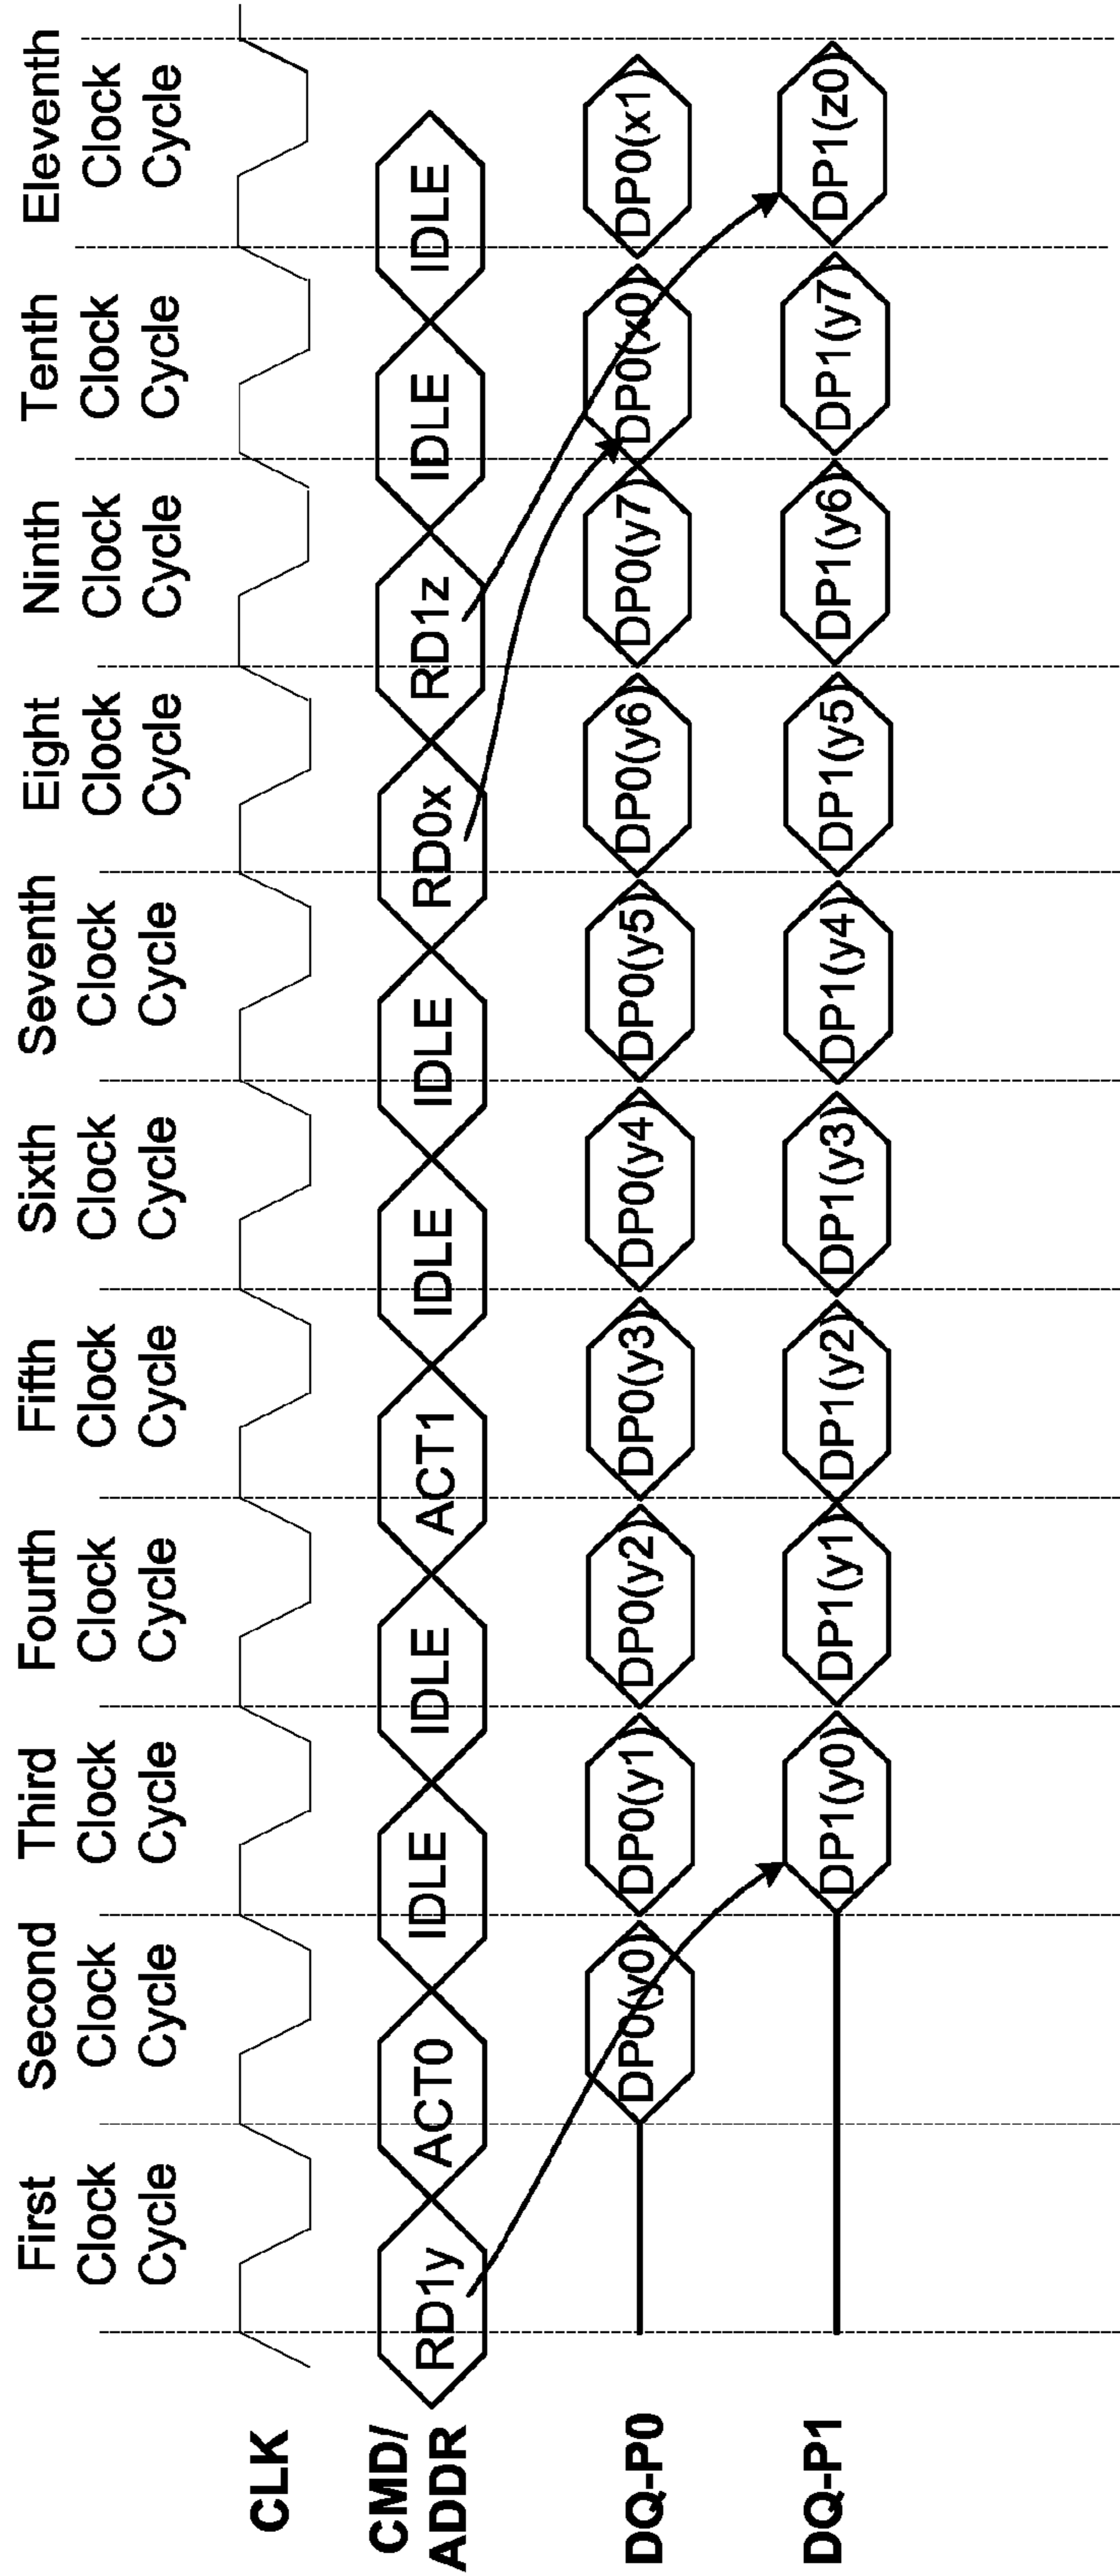 First
Clock
Cycle
Second
Clock
Cycle
Third
Clock
Cycle
Fourth
Clock
Cycle
Fifth
Clock
Cycle
Sixth
Clock
Cycle
Seventh
Clock
Cycle
Eight
Clock
Cycle
Ninth
Clock
Cycle
Tenth
Clock
Cycle
Eleventh
Clock
Cycle
CLK
CMD/
ADDR
RD1y ACT0 IDLE IDLE ACT1 IDLE IDLE RD0x RD1z IDLE IDLE
DQ-P0 DP0(y0) DP0(y1) DP0(y2) DP0(y3) DP0(y4) DP0(y5) DP0(y6) DP0(y7) DP0(x0) DP0(x1)
DQ-P1 DP1(y0) DP1(y1) DP1(y2) DP1(y3) DP1(y4) DP1(y5) DP1(y6) DP1(y7) DP1(z0)